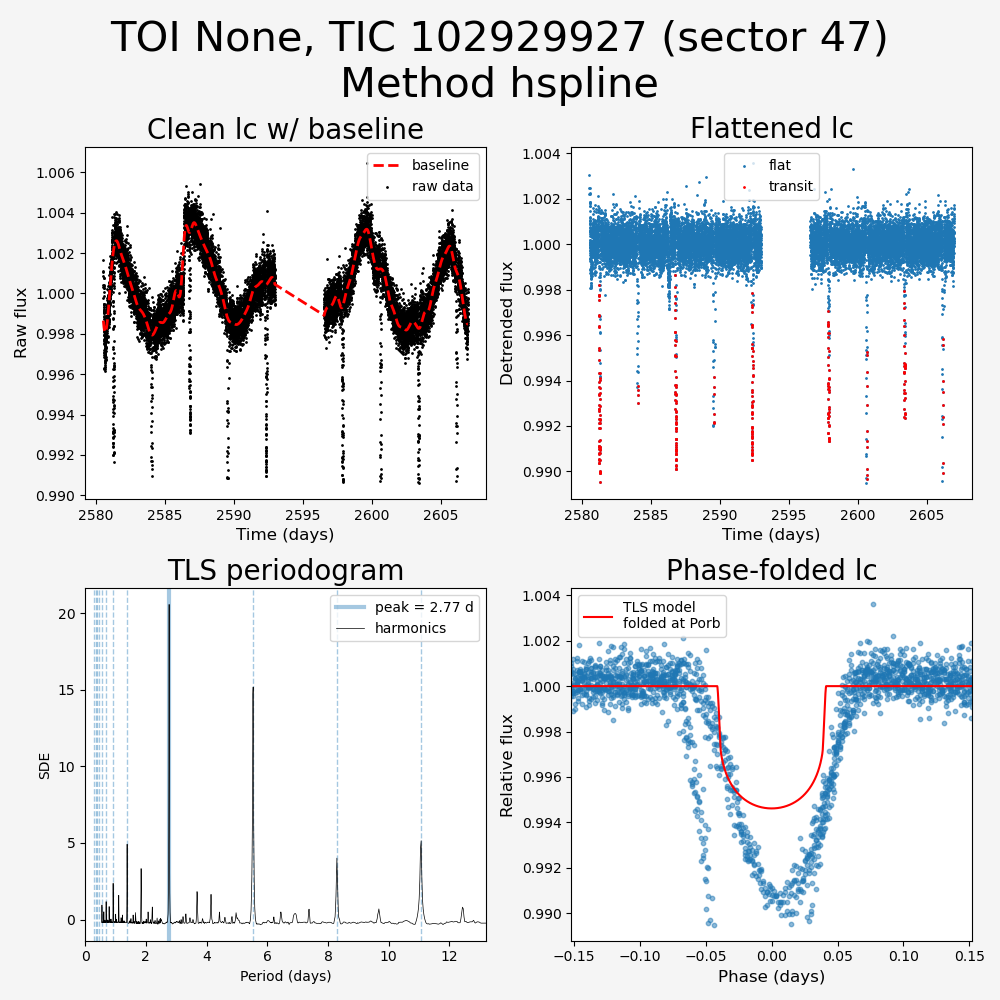 TOI None, TIC 102929927 (sector 47)
Method hspline
Clean lc w/ baseline
baseline
raw data
Raw flux
1.006
1.004
1.002
1.000
0.998
0.996
0.994
0.992
0.990
2580
2585
2590
2595
2600
2605
Time (days)
Flattened lc
flat
transit
Detrended flux
1.004
1.002
1.000
0.998
0.996
0.994
0.992
0.990
2580
2585
2590
2595
2600
2605
Time (days)
TLS periodogram
peak = 2.77 d
harmonics
SDE
20
15
10
5
0
0
2
4
6
8
10
12
Period (days)
Phase-folded lc
TLS model
folded at Porb
Relative flux
1.004
1.002
1.000
0.998
0.996
0.994
0.992
0.990
−0.15
−0.10
−0.05
0.00
0.05
0.10
0.15
Phase (days)